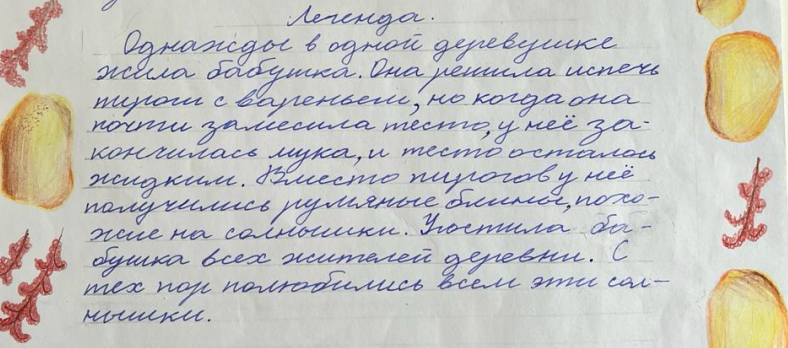 Легенда.
Однажды в одной деревушке
жила бабушка. Она решила испечь
пироги с вареньем, но когда она
почти замесила тесто, у неё за-
кончилась мука, и тесто осталось
жидким. Вместо пирогов у неё
получились румяные блины, похо-
жие на солнышки. Угостила ба-
бушка всех жителей деревни. С
тех пор полюбились всем эти сол-
нышки.